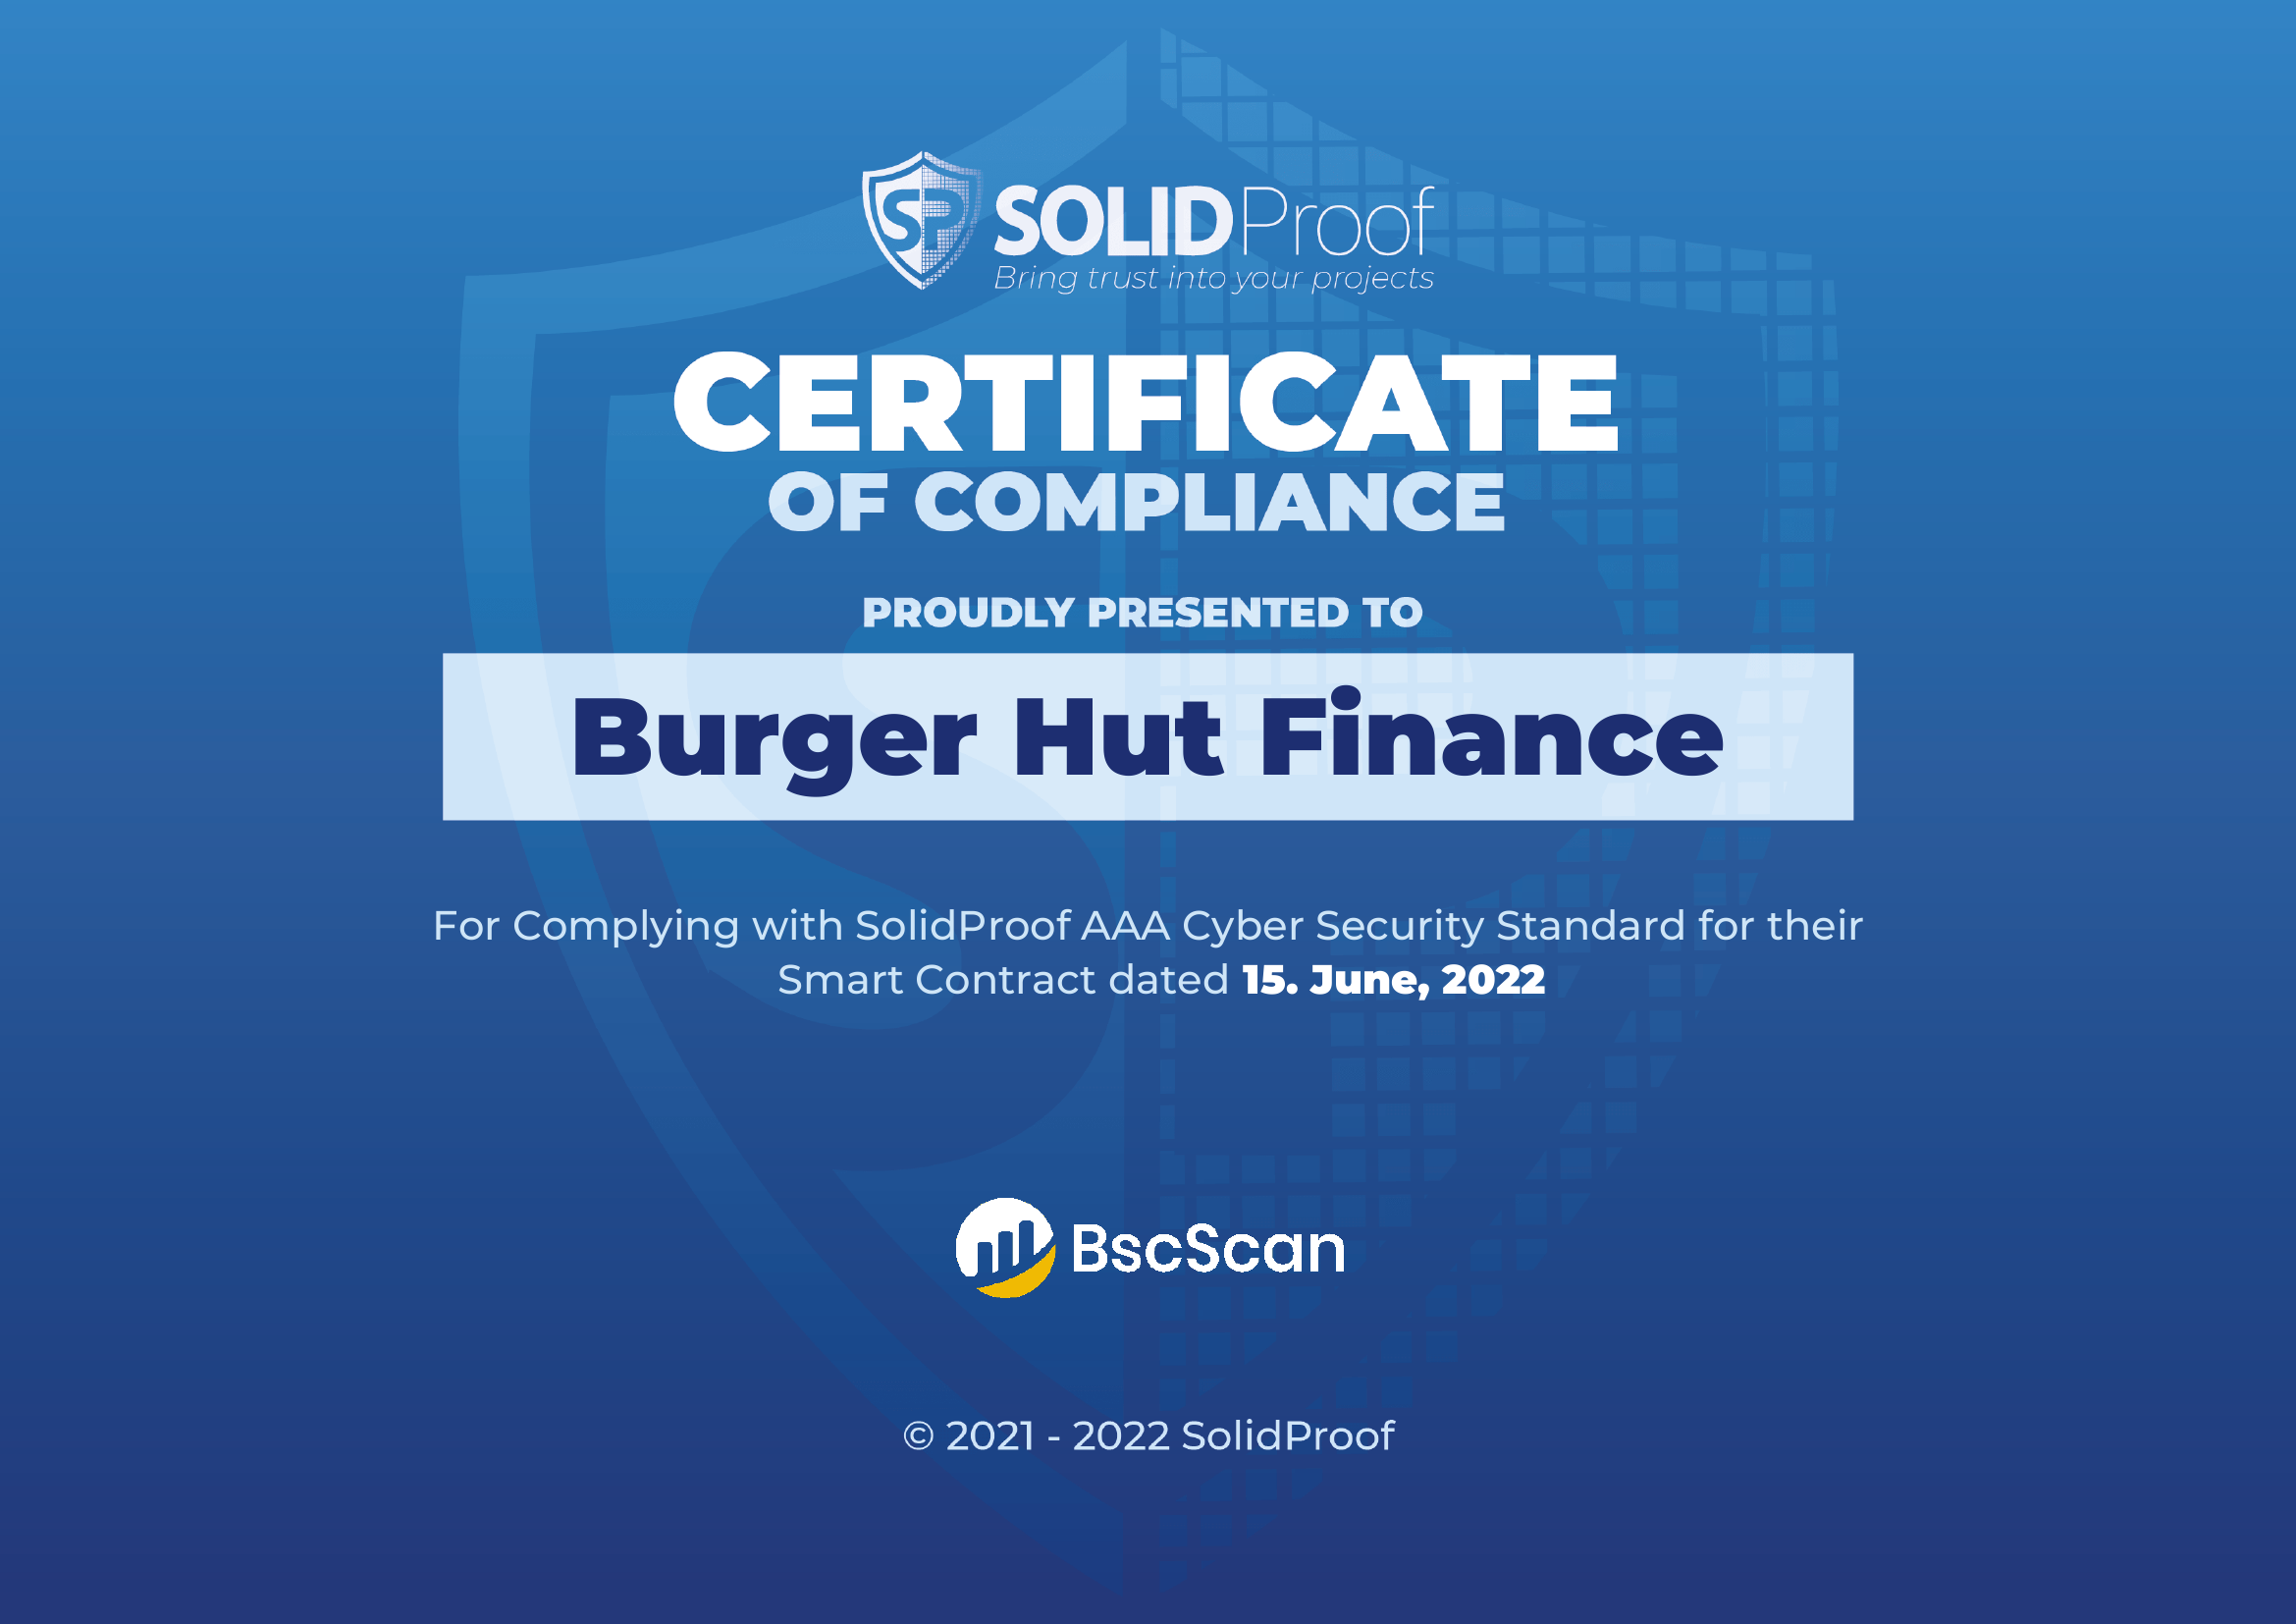 SP SOLIDProof
Bring trust into your projects
CERTIFICATE
OF COMPLIANCE
PROUDLY PRESENTED TO
Burger Hut Finance
For Complying with SolidProof AAA Cyber Security Standard for their
Smart Contract dated 15. June, 2022
BscScan
© 2021 - 2022 SolidProof